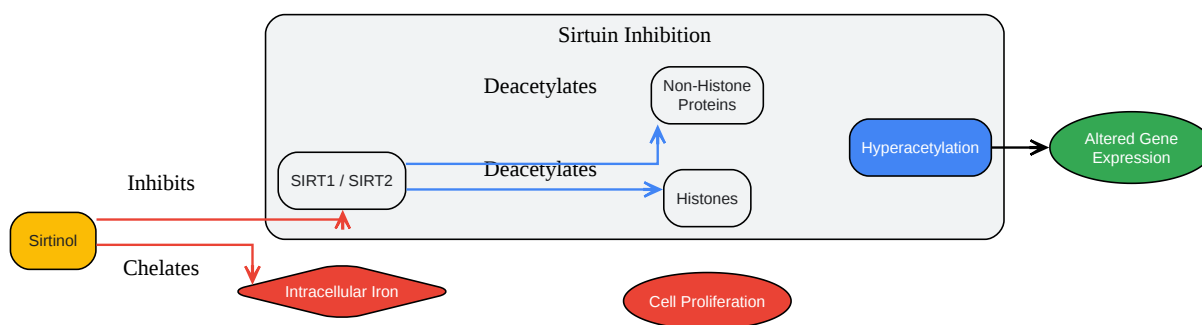 Sirtuin Inhibition
Deacetylates
Non-Histone
Proteins
Hyperacetylation
Altered Gene
Expression
Deacetylates
SIRT1 / SIRT2
Histones
Inhibits
Sirtinol
Chelates
Intracellular Iron
Cell Proliferation